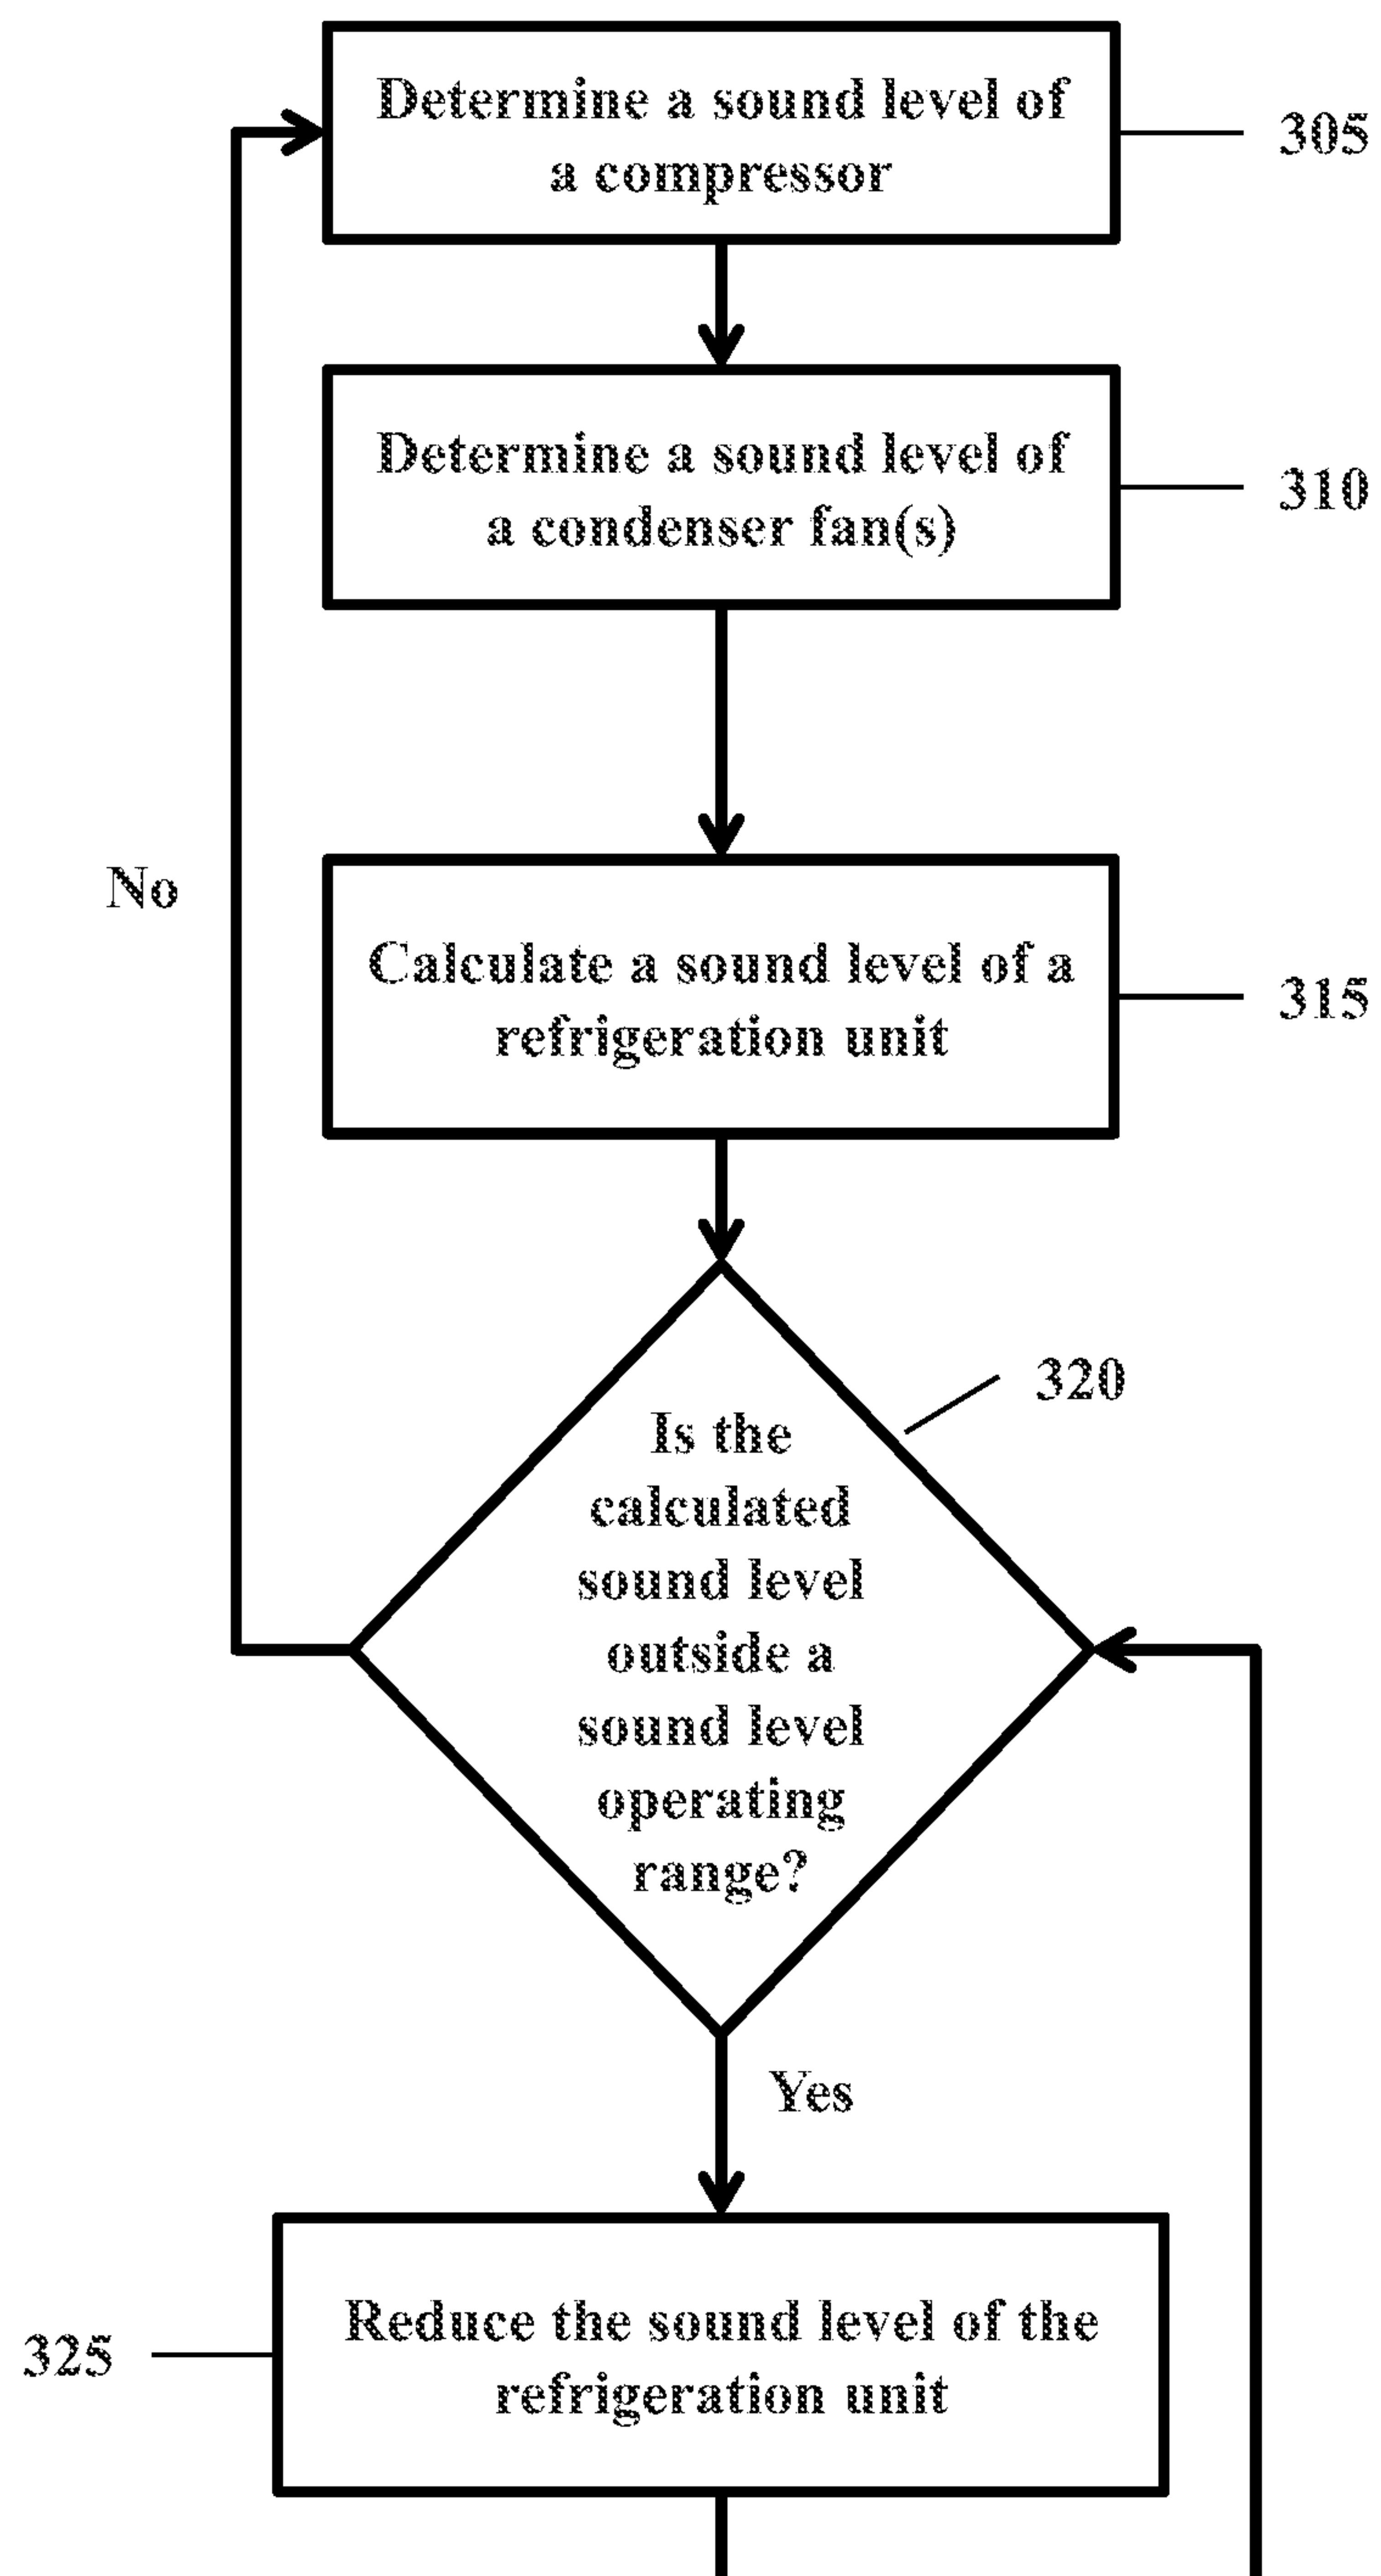 Determine a sound level of
a compressor
305
Determine a sound level of
a condenser fan(s)
310
No
Calculate a sound level of a
refrigeration unit
315
320
Is the
calculated
sound level
outside a
sound level
operating
range?
Yes
Reduce the sound level of the
refrigeration unit
325